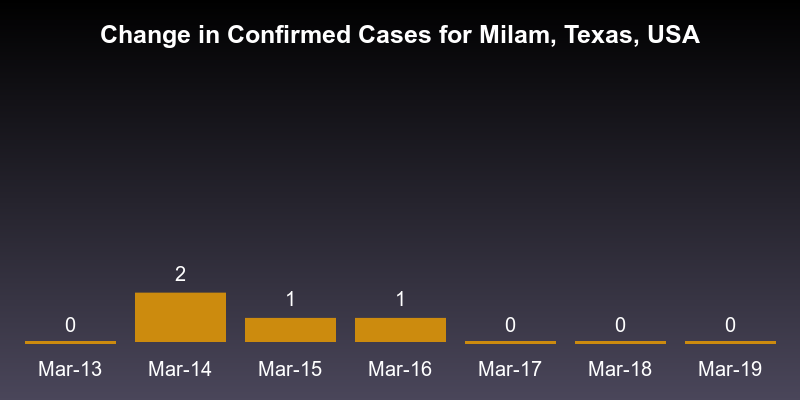 Change in Confirmed Cases for Milam, Texas, USA
0 2 1 1 0 0 0
Mar-13 Mar-14 Mar-15 Mar-16 Mar-17 Mar-18 Mar-19